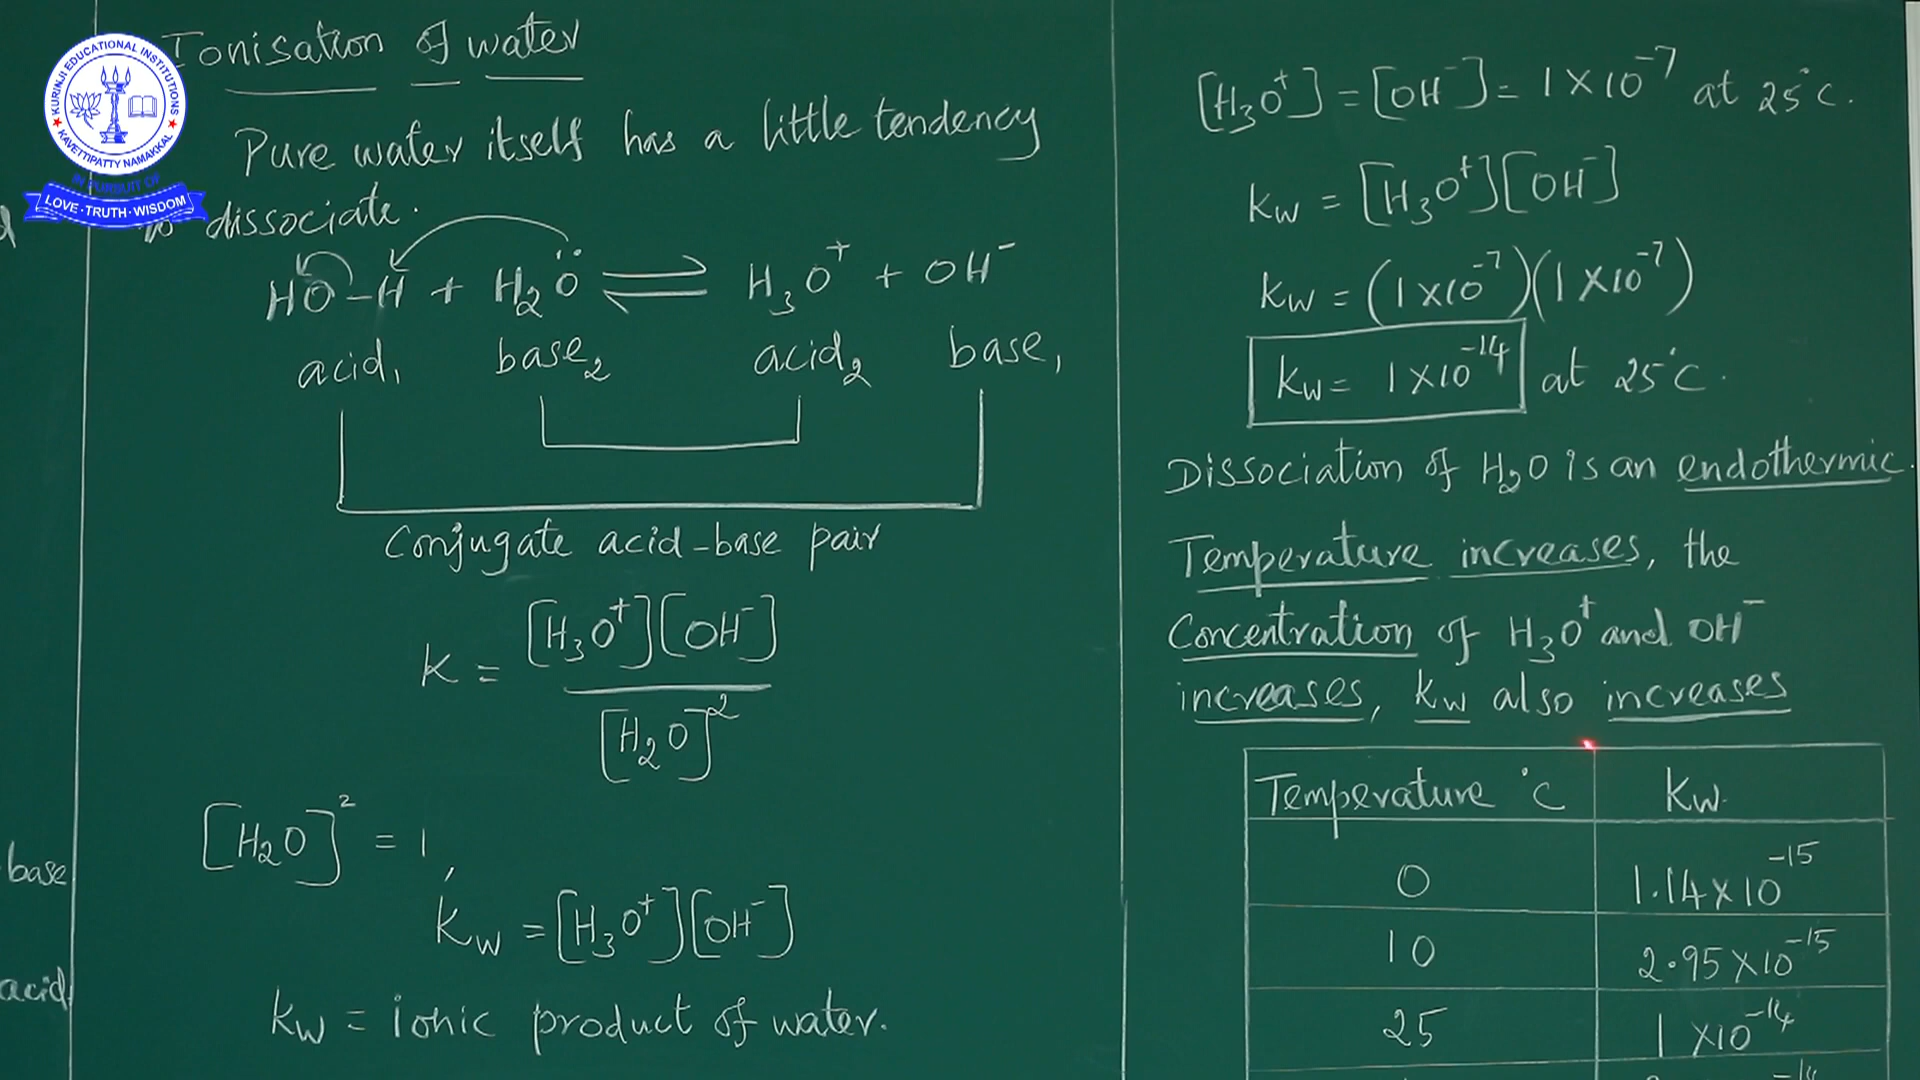 KURINJI EDUCATIONAL INSTITUTIONS
KAVETTIPATTY NAMAKKAL
IN PURSUIT OF
LOVE · TRUTH · WISDOM
Ionisation of water
Pure water itself has a little tendency
to dissociate.
HO-H + H₂Ö ⇌ H₃O⁺ + OH⁻
acid₁ base₂ acid₂ base₁
Conjugate acid-base pair
K = [H₃O⁺][OH⁻] / [H₂O]²
[H₂O]² = 1,
Kw = [H₃O⁺][OH⁻]
Kw = ionic product of water.
base
acid
[H₃O⁺] = [OH⁻] = 1 × 10⁻⁷ at 25°C.
Kw = [H₃O⁺][OH⁻]
Kw = (1×10⁻⁷)(1×10⁻⁷)
Kw = 1×10⁻¹⁴ at 25°C.
Dissociation of H₂O is an endothermic.
Temperature increases, the
Concentration of H₃O⁺ and OH⁻
increases, Kw also increases
Temperature °C Kw.
0 1.14×10⁻¹⁵
10 2.95×10⁻¹⁵
25 1×10⁻¹⁴